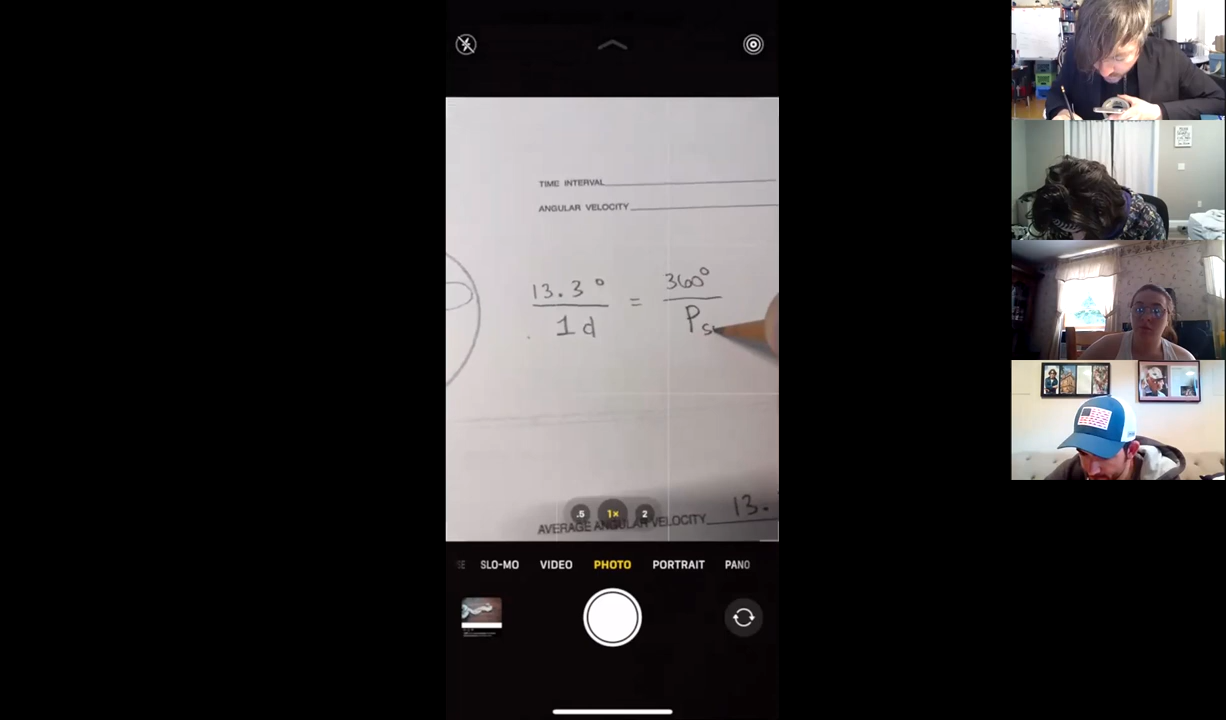 TIME INTERVAL
ANGULAR VELOCITY
13.3° = 360°
1 d P
.5 1× 2
13.
AVERAGE ANGULAR VELOCITY
SLO-MO VIDEO PHOTO PORTRAIT PANO